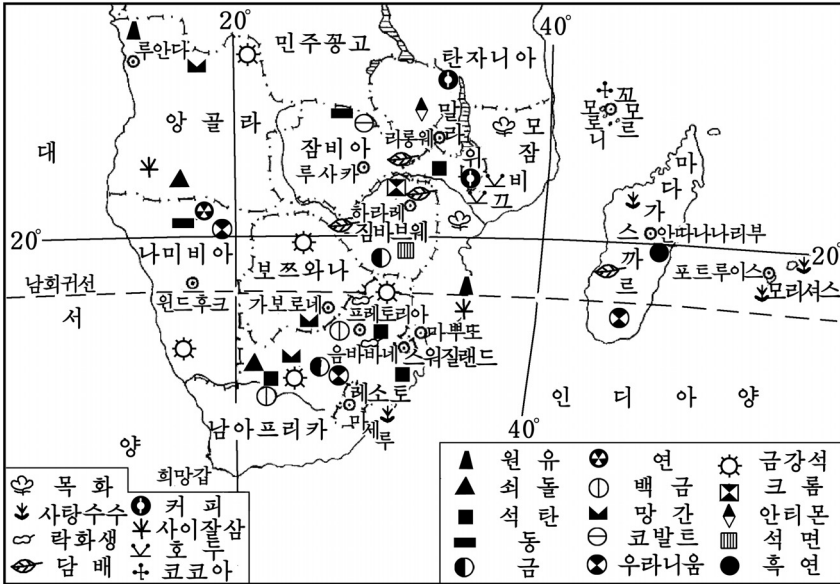 20°
40°
민주꽁고
탄자니아
루안다
앙골라
꼬모르
모로니
말라위
모잠비끄
잠비아
리롱웨
루사카
대
서
양
마다가스까르
하라레
짐바브웨
20°
나미비아
안따나나리부
20°
보쯔와나
포트루이스
모리셔스
남회귀선
윈드후크
가보로네
프레토리아
마뿌또
음바바네
스워질랜드
레소토
마세루
인 디 아 양
남아프리카
40°
희망갑
목화
사탕수수
락화생
담배
커피
사이잘삼
호두
코코아
원유
쇠돌
석탄
동
금
연
백금
망간
코발트
우라니움
금강석
크롬
안티몬
석면
흑연